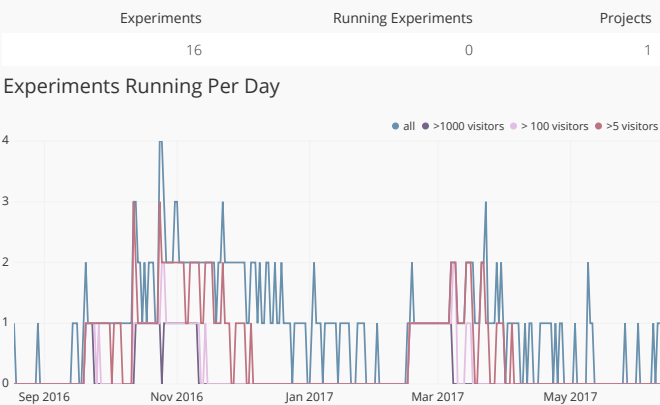 Experiments Running Experiments Projects
16 0 1
Experiments Running Per Day
all >1000 visitors > 100 visitors >5 visitors
4
3
2
1
0
Sep 2016 Nov 2016 Jan 2017 Mar 2017 May 2017